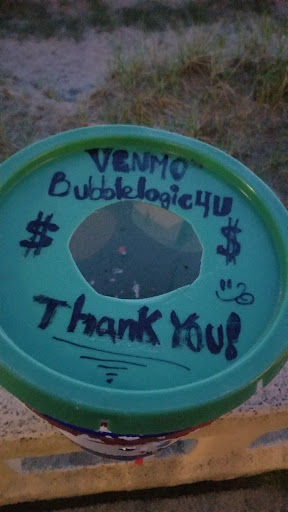 VENMO
Bubblelogic4U
$ $
Thank YOU!